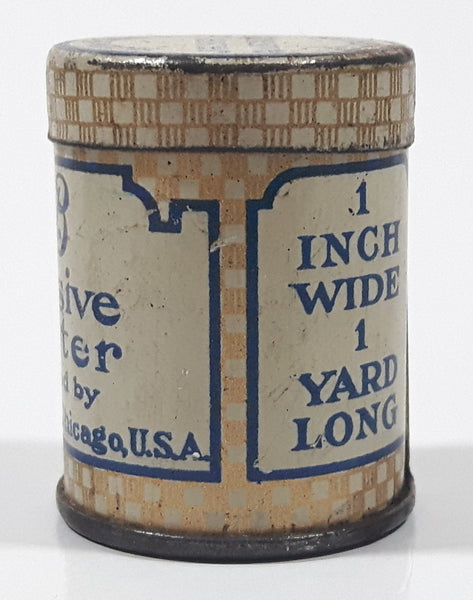 sive
ter
d by
hicago, U.S.A.
1
INCH
WIDE
1
YARD
LONG